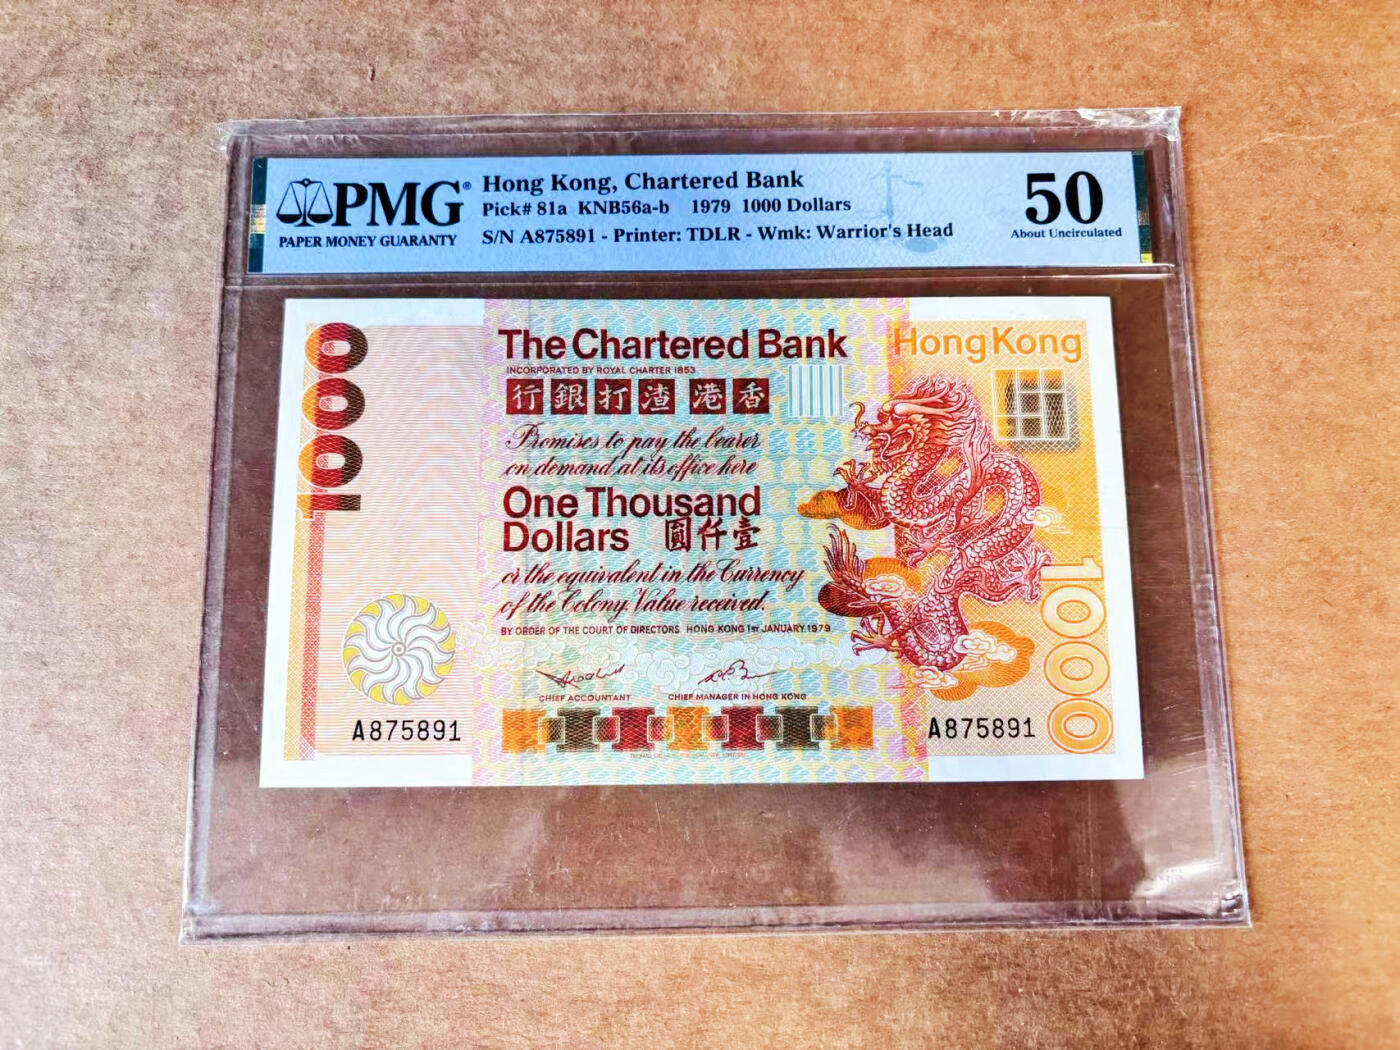 PMG®
PAPER MONEY GUARANTY
Hong Kong, Chartered Bank
Pick# 81a KNB56a-b 1979 1000 Dollars
S/N A875891 - Printer: TDLR - Wmk: Warrior's Head
50
About Uncirculated
1000
The Chartered Bank
INCORPORATED BY ROYAL CHARTER 1853
行銀打渣港香
Hong Kong
Promises to pay the bearer
on demand at its office here
One Thousand
Dollars 圓仟壹
or the equivalent in the Currency
of the Colony. Value received.
BY ORDER OF THE COURT OF DIRECTORS. HONG KONG 1ST JANUARY 1979
CHIEF ACCOUNTANT
CHIEF MANAGER IN HONG KONG
1000
A875891
A875891